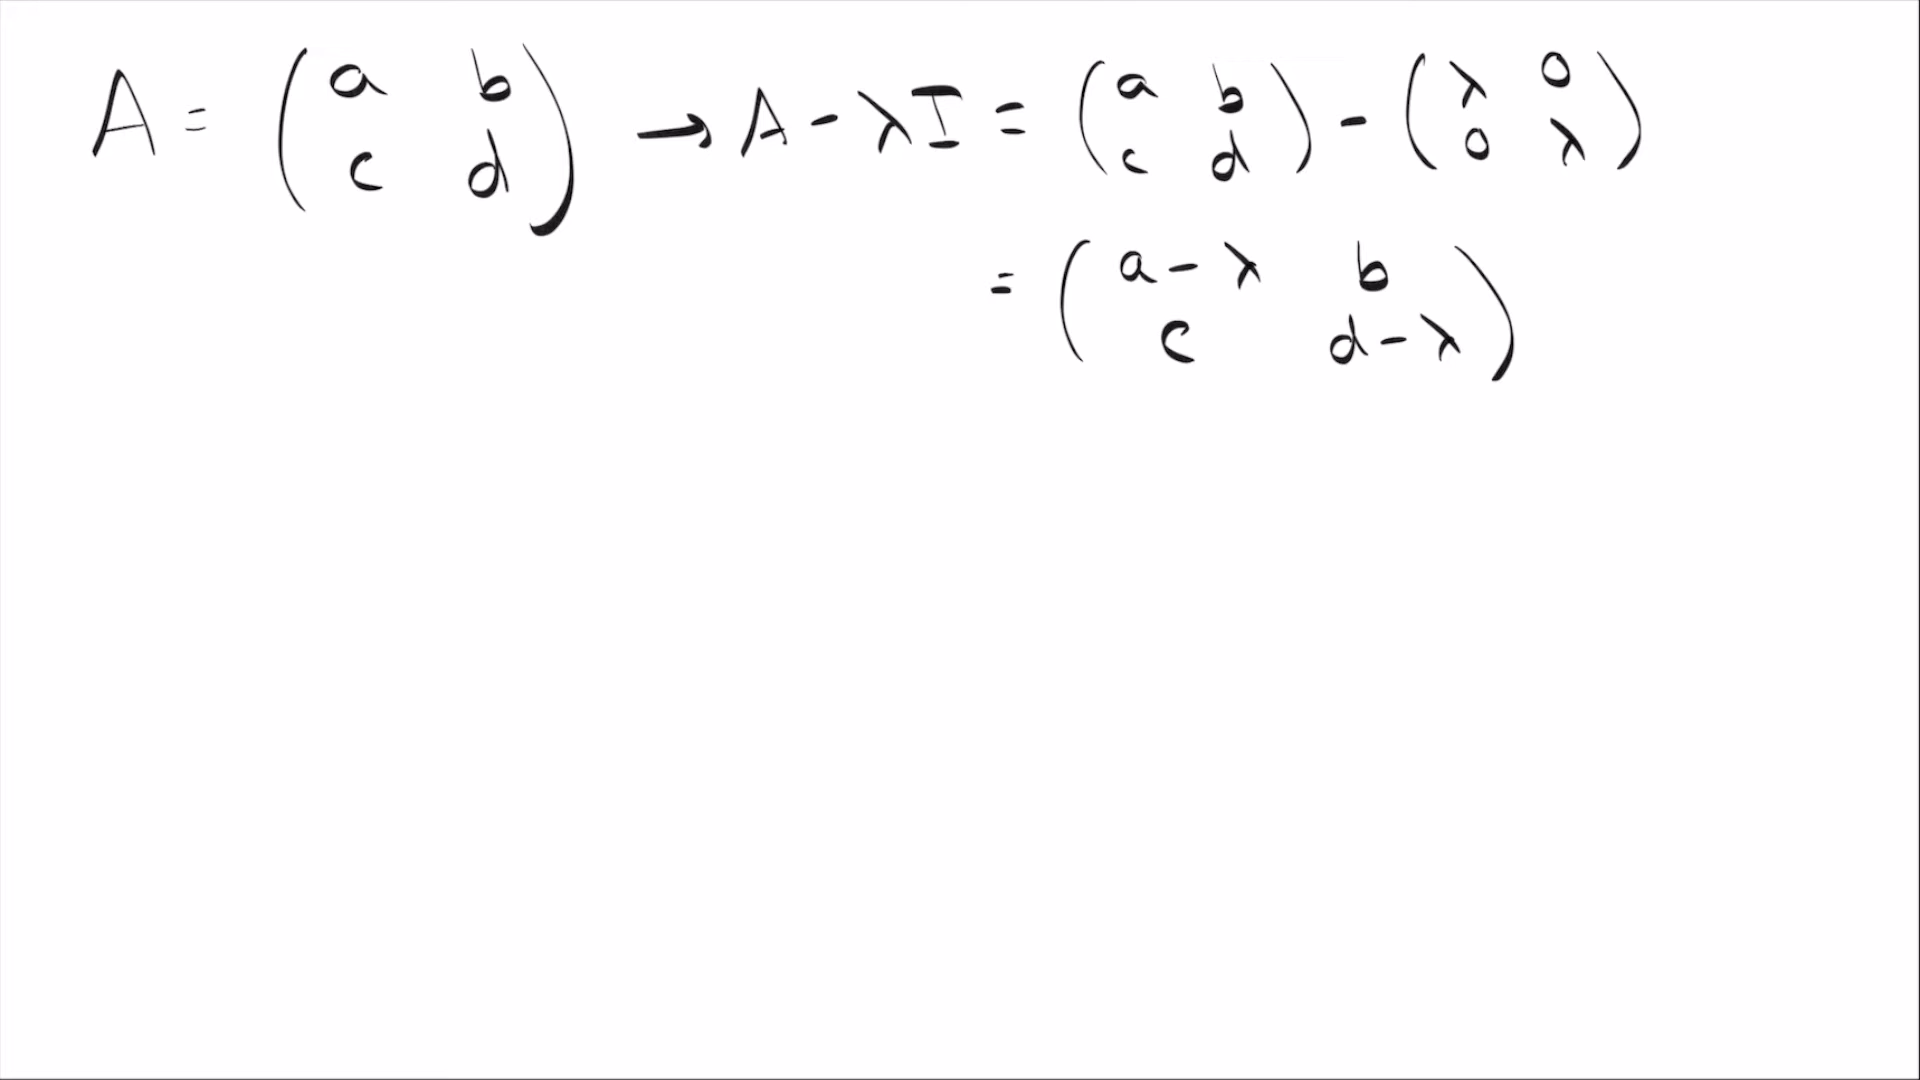 A = ( a b ; c d ) → A - λI = ( a b ; c d ) - ( λ 0 ; 0 λ )
= ( a - λ b ; c d - λ )